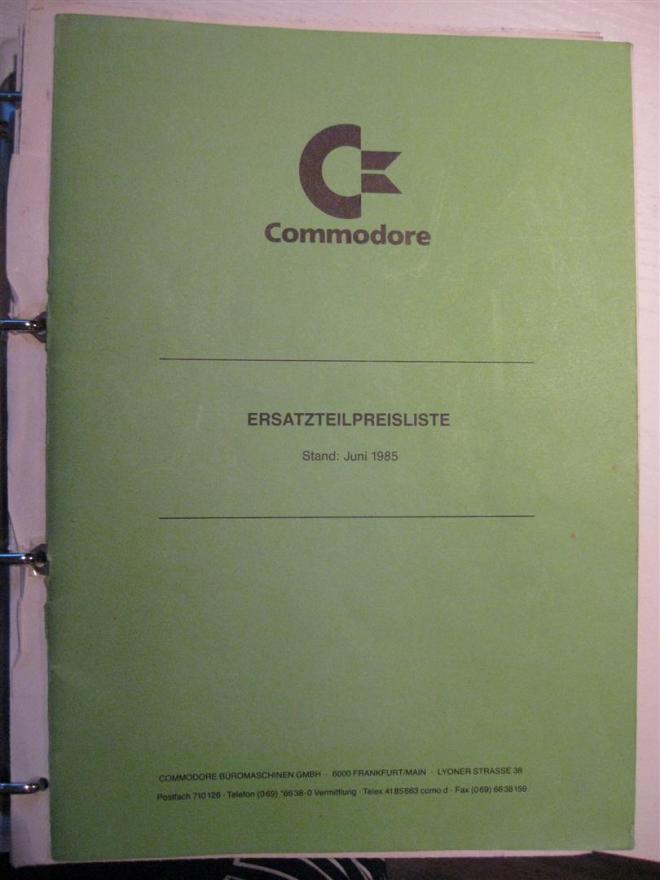 Commodore
ERSATZTEILPREISLISTE
Stand: Juni 1985
COMMODORE BÜROMASCHINEN GMBH · 6000 FRANKFURT/MAIN · LYONER STRASSE 38
Postfach 710126 · Telefon (069) *6638-0 Vermittlung · Telex 4185663 como d · Fax (069) 6638159